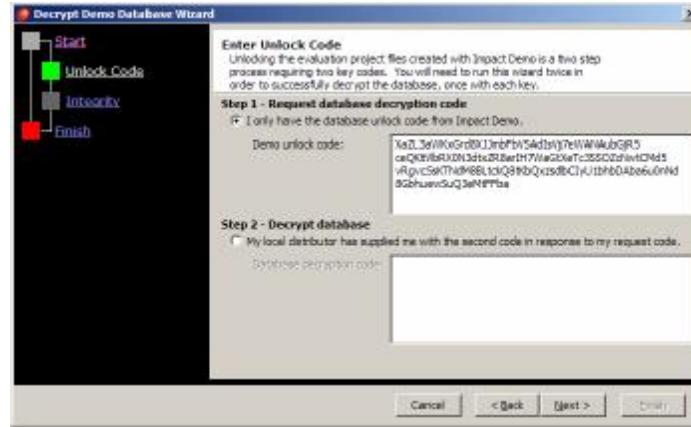 Decrypt Demo Database Wizard
Start
Unlock Code
Integrity
Finish
Enter Unlock Code
Unlocking the evaluation project files created with Impact Demo is a two step
process requiring two key codes. You will need to run this wizard twice in
order to successfully decrypt the database, once with each key.
Step 1 - Request database decryption code
I only have the database unlock code from Impact Demo.
Demo unlock code:
Step 2 - Decrypt database
My local distributor has supplied me with the second code in response to my request code.
Database decryption code:
Cancel
< Back
Next >
Finish